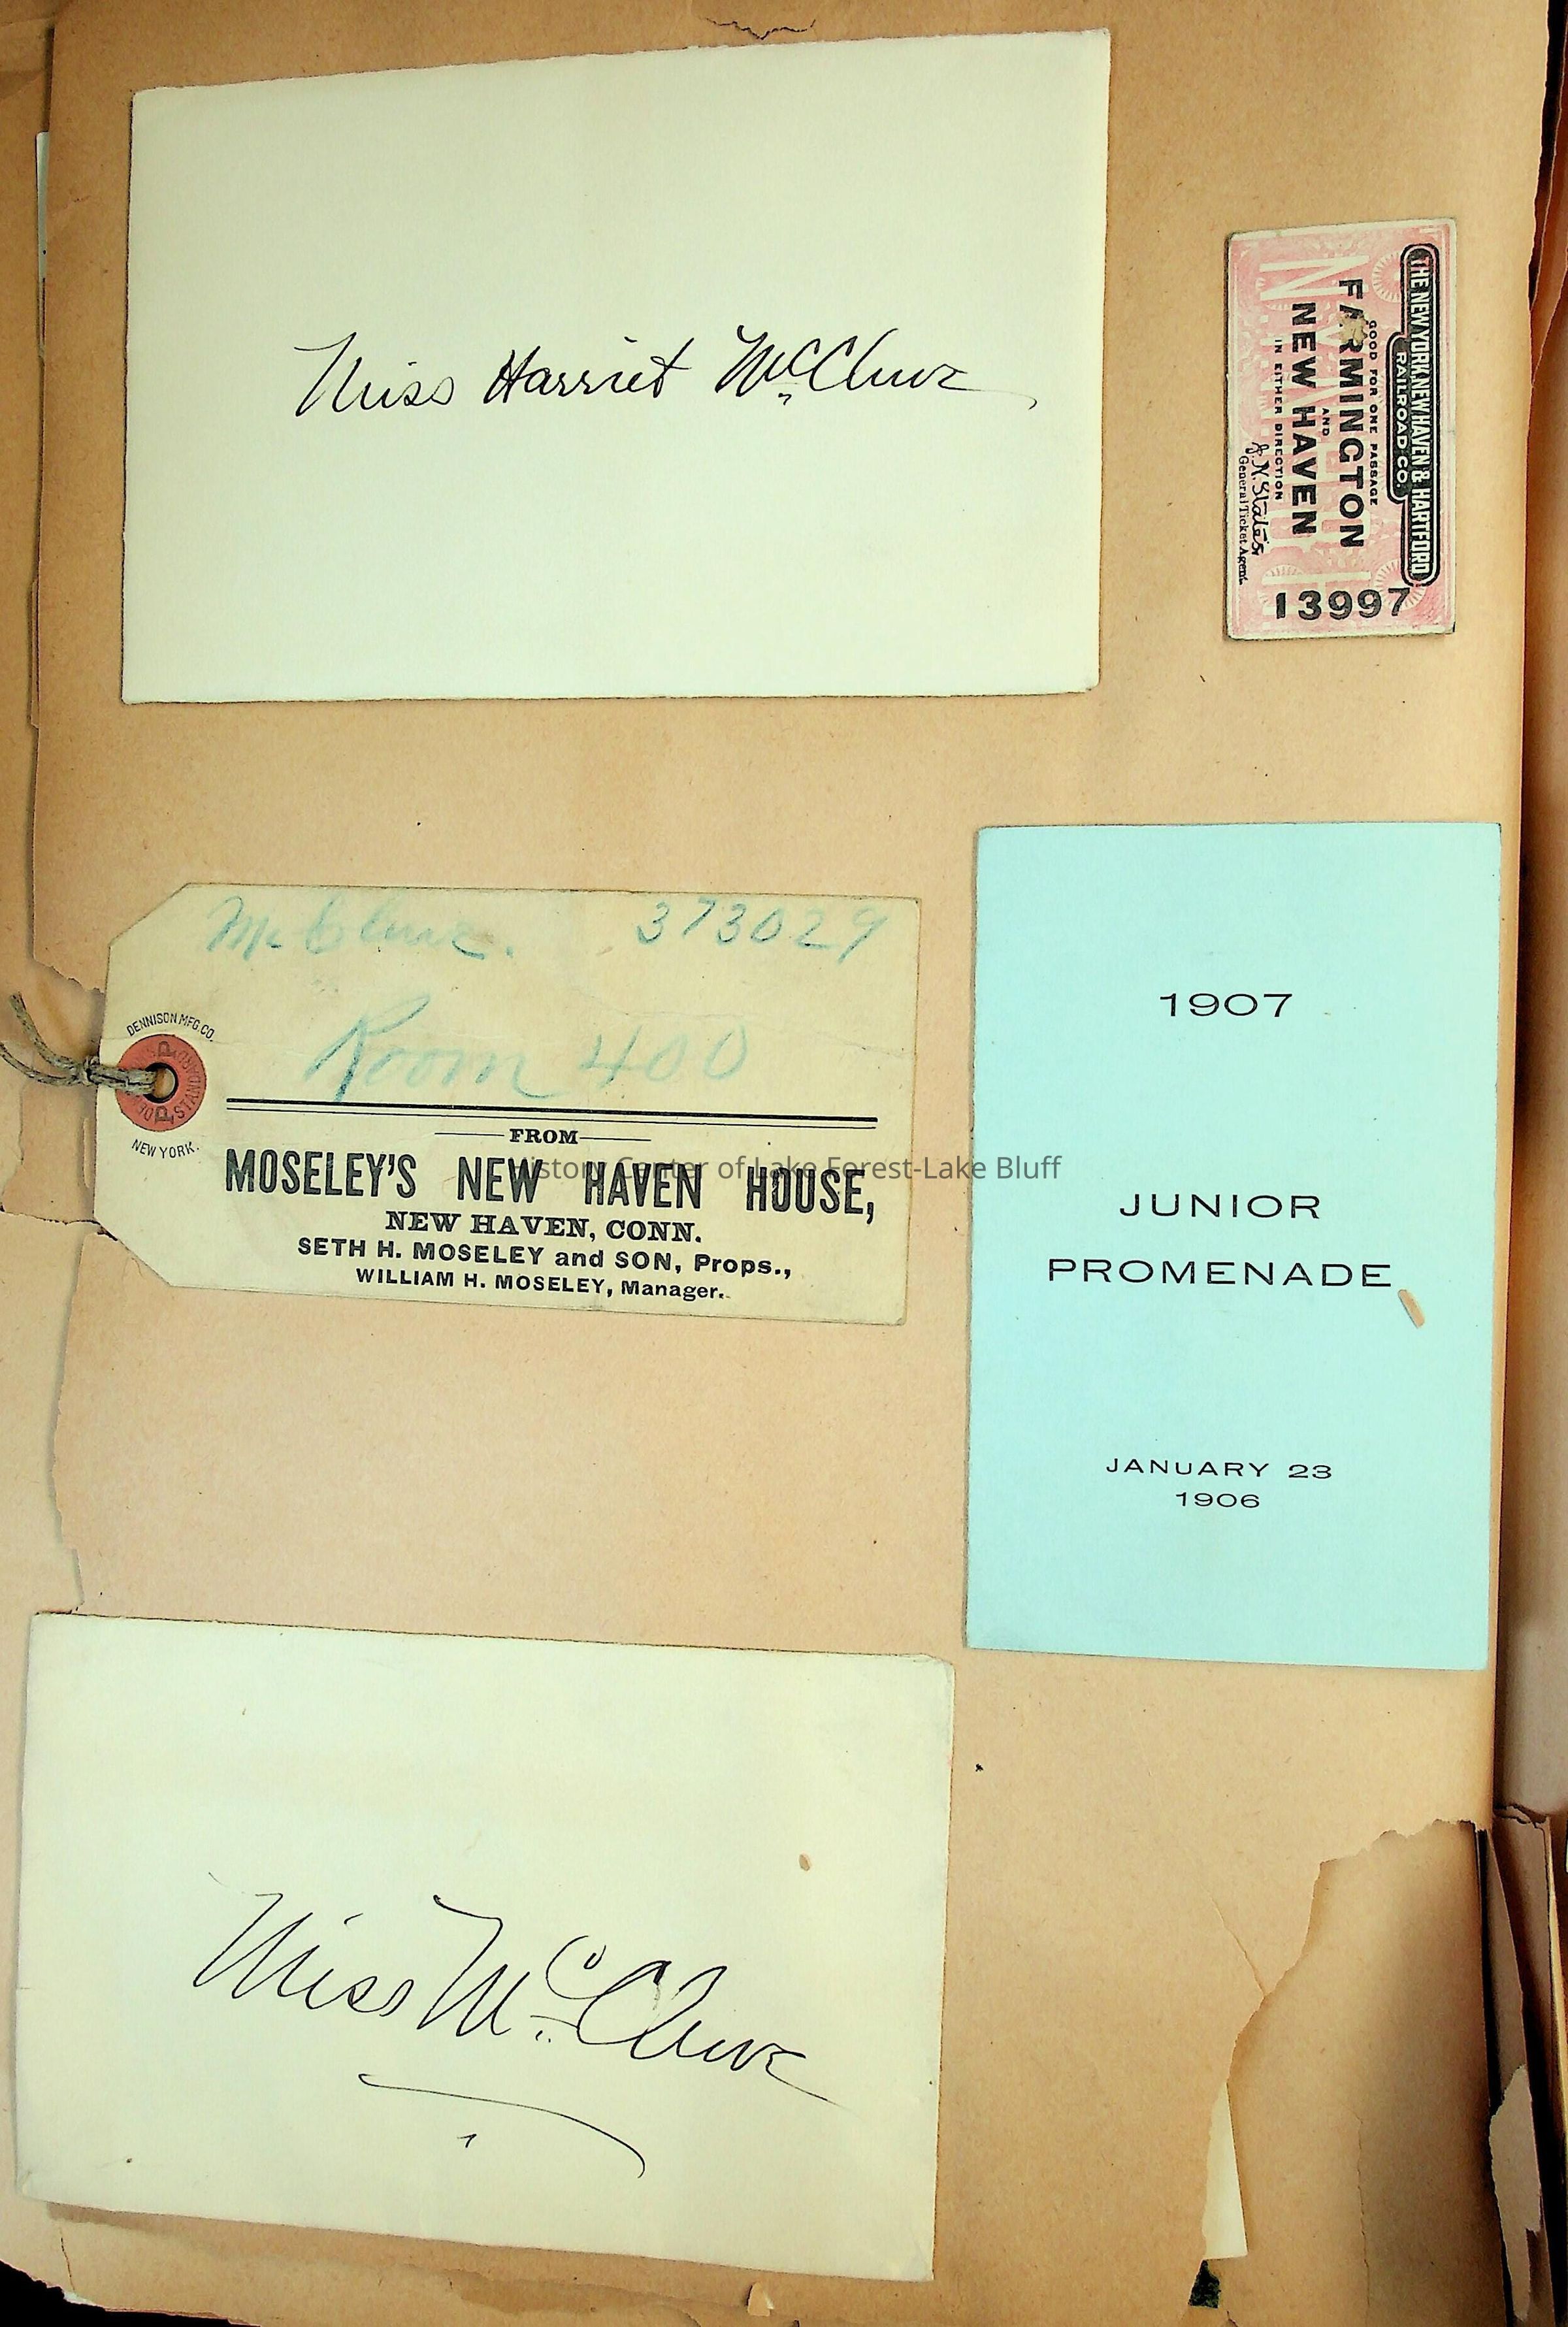 Miss Harriet McClure
THE NEW YORK NEW HAVEN & HARTFORD
RAILROAD CO.
GOOD FOR ONE PASSAGE
FARMINGTON
AND
NEW HAVEN
IN EITHER DIRECTION
General Ticket Agent.
13997
McClure. 373029
Room 400
DENNISON MFG. CO.
NEW YORK.
FROM
MOSELEY'S NEW HAVEN HOUSE,
NEW HAVEN, CONN.
SETH H. MOSELEY and SON, Props.,
WILLIAM H. MOSELEY, Manager.
History Center of Lake Forest-Lake Bluff
1907
JUNIOR
PROMENADE
JANUARY 23
1906
Miss McClure